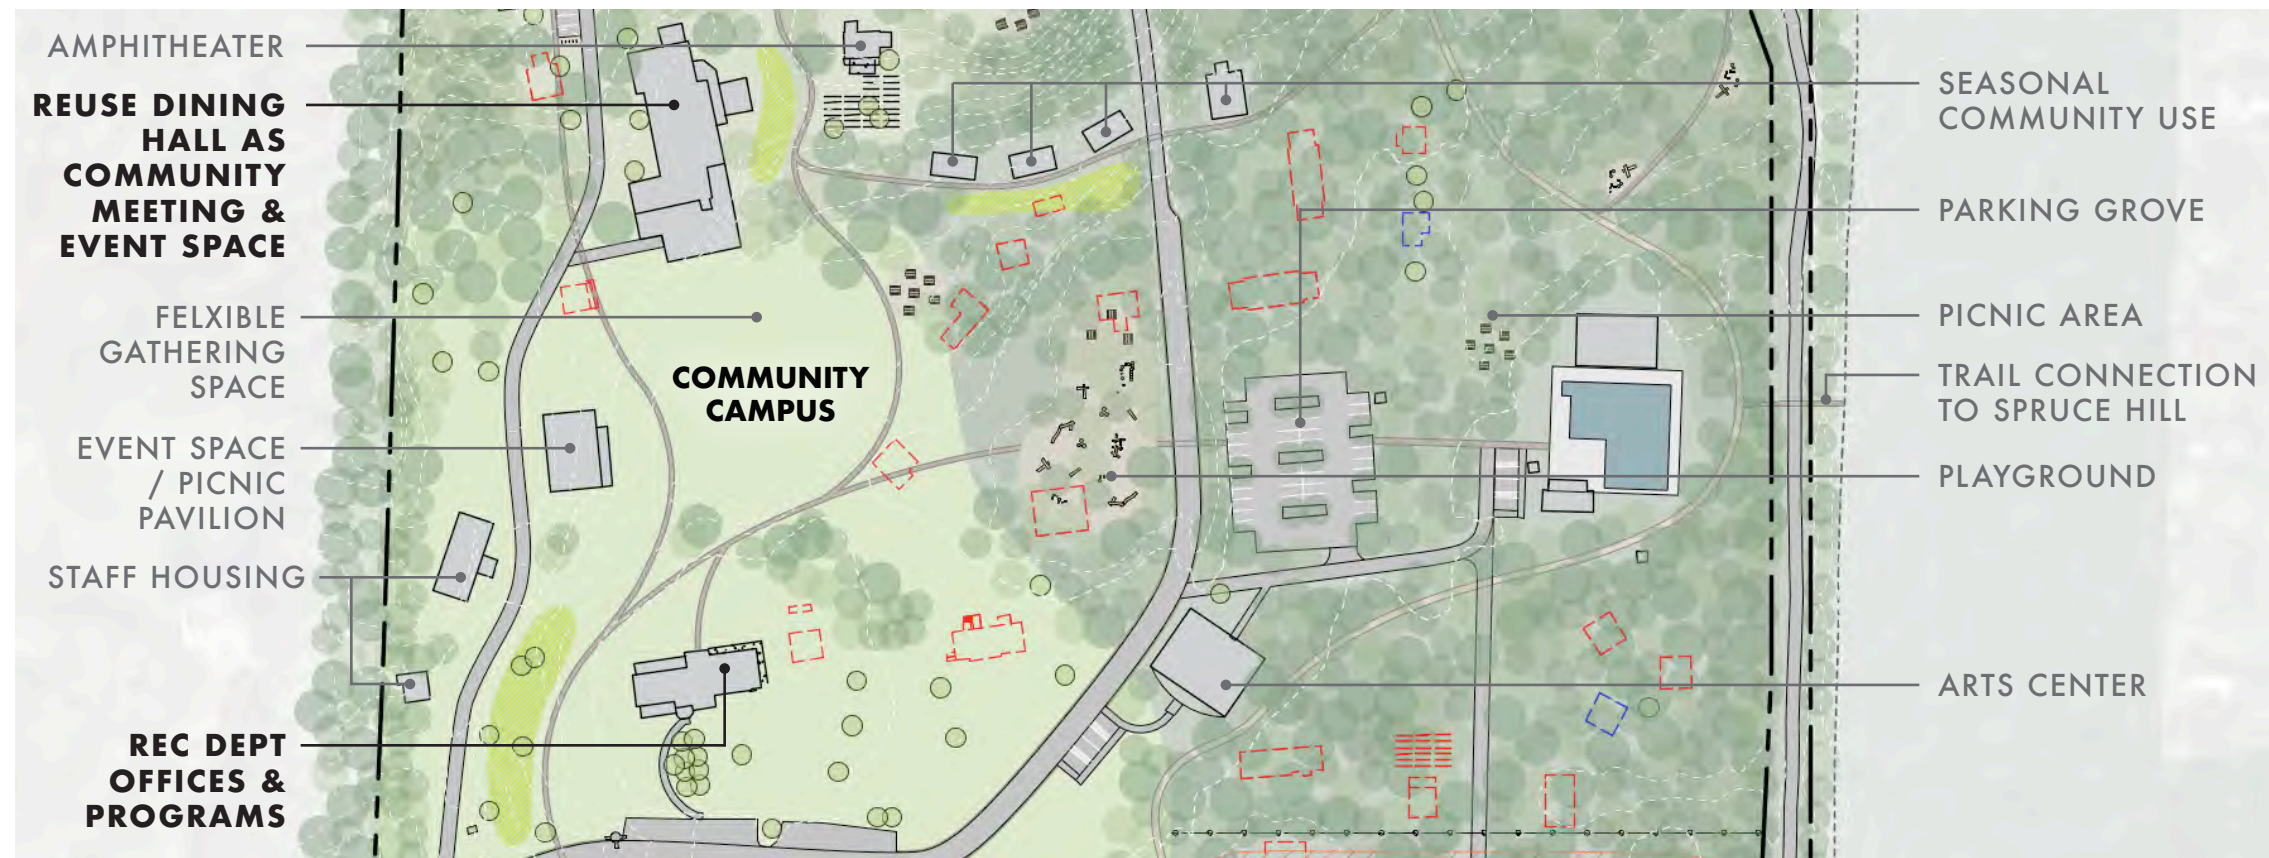 AMPHITHEATER
REUSE DINING
HALL AS
COMMUNITY
MEETING &
EVENT SPACE
FELXIBLE
GATHERING
SPACE
EVENT SPACE
/ PICNIC
PAVILION
STAFF HOUSING
REC DEPT
OFFICES &
PROGRAMS
COMMUNITY
CAMPUS
SEASONAL
COMMUNITY USE
PARKING GROVE
PICNIC AREA
TRAIL CONNECTION
TO SPRUCE HILL
PLAYGROUND
ARTS CENTER